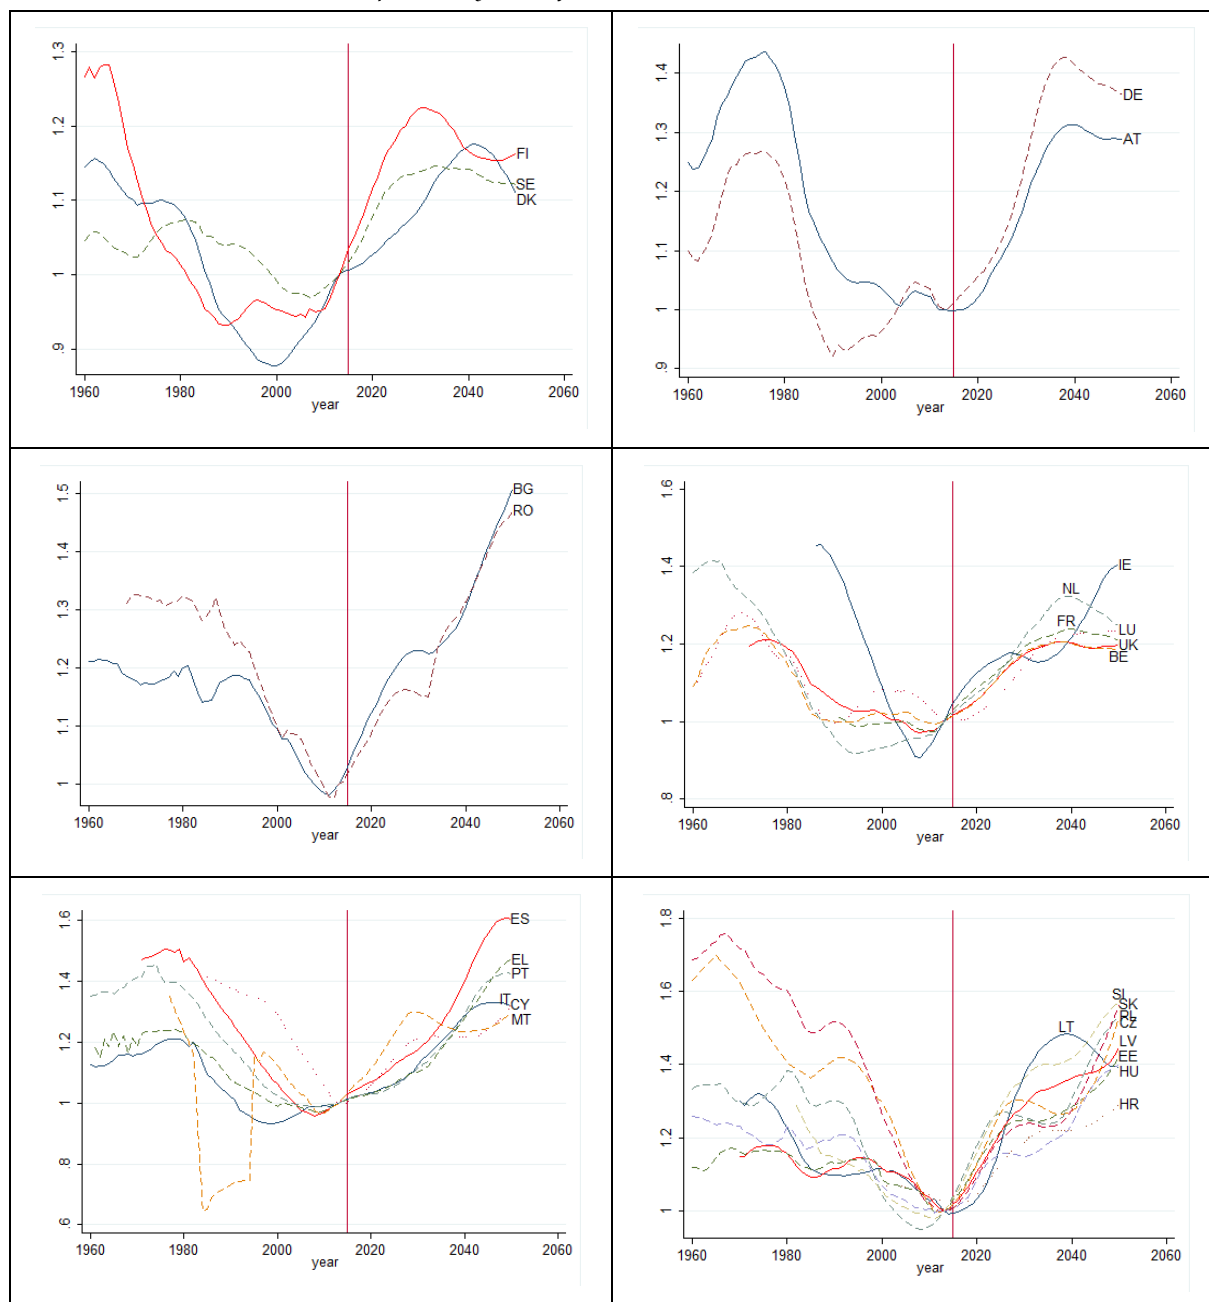 1.3
1.2
1.1
1
.9
FI
SE
DK
1960 1980 2000 2020 2040 2060
year
1.4
1.3
1.2
1.1
1
.9
DE
AT
1960 1980 2000 2020 2040 2060
year
1.5
1.4
1.3
1.2
1.1
1
BG
RO
1960 1980 2000 2020 2040 2060
year
1.6
1.4
1.2
1
.8
IE
NL
FR
LU
UK
BE
1960 1980 2000 2020 2040 2060
year
1.6
1.4
1.2
1
.8
.6
ES
EL
PT
IT
CY
MT
1960 1980 2000 2020 2040 2060
year
1.8
1.6
1.4
1.2
1
SI
SK
PL
CZ
LT
LV
EE
HU
HR
1960 1980 2000 2020 2040 2060
year